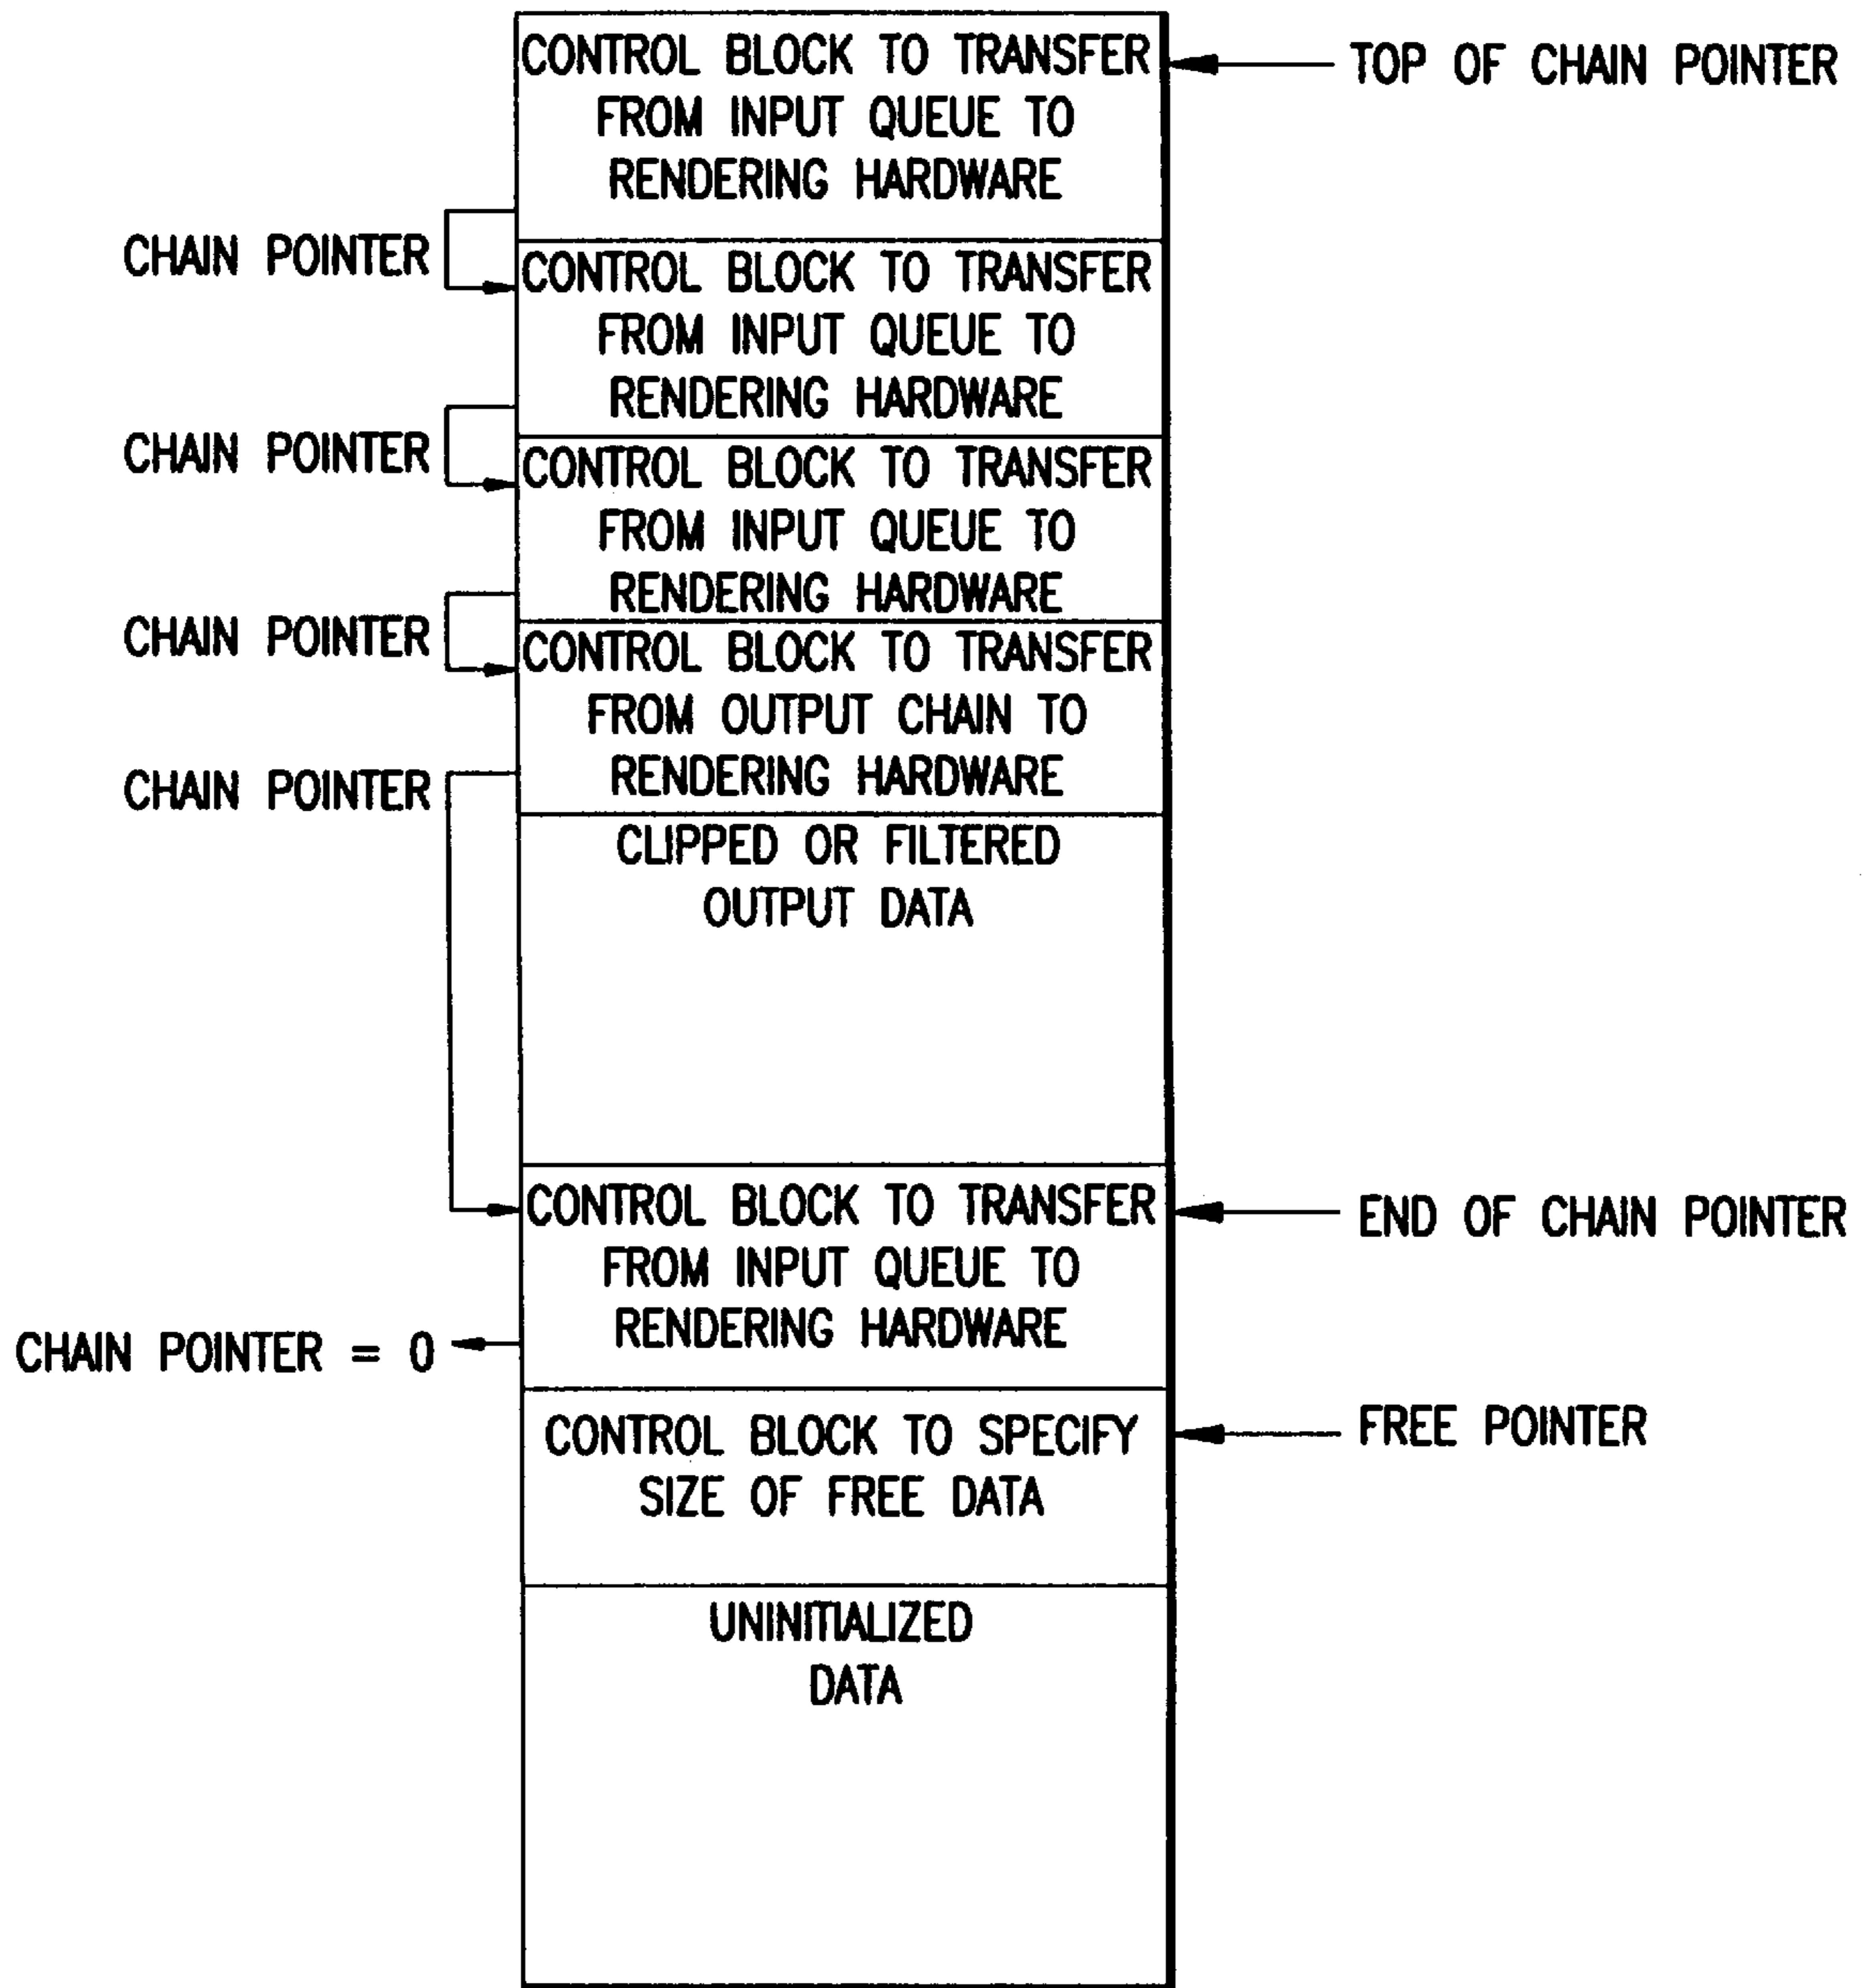 CONTROL BLOCK TO TRANSFER
FROM INPUT QUEUE TO
RENDERING HARDWARE
TOP OF CHAIN POINTER
CHAIN POINTER
CONTROL BLOCK TO TRANSFER
FROM INPUT QUEUE TO
RENDERING HARDWARE
CHAIN POINTER
CONTROL BLOCK TO TRANSFER
FROM INPUT QUEUE TO
RENDERING HARDWARE
CHAIN POINTER
CONTROL BLOCK TO TRANSFER
FROM OUTPUT CHAIN TO
RENDERING HARDWARE
CHAIN POINTER
CLIPPED OR FILTERED
OUTPUT DATA
CONTROL BLOCK TO TRANSFER
FROM INPUT QUEUE TO
RENDERING HARDWARE
END OF CHAIN POINTER
CHAIN POINTER = 0
CONTROL BLOCK TO SPECIFY
SIZE OF FREE DATA
FREE POINTER
UNINITIALIZED
DATA